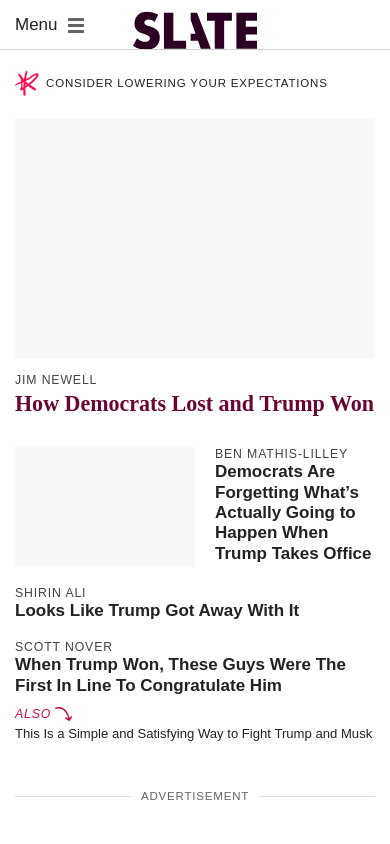 Menu
SLATE
CONSIDER LOWERING YOUR EXPECTATIONS
JIM NEWELL
How Democrats Lost and Trump Won
BEN MATHIS-LILLEY
Democrats Are
Forgetting What’s
Actually Going to
Happen When
Trump Takes Office
SHIRIN ALI
Looks Like Trump Got Away With It
SCOTT NOVER
When Trump Won, These Guys Were The
First In Line To Congratulate Him
ALSO
This Is a Simple and Satisfying Way to Fight Trump and Musk
ADVERTISEMENT